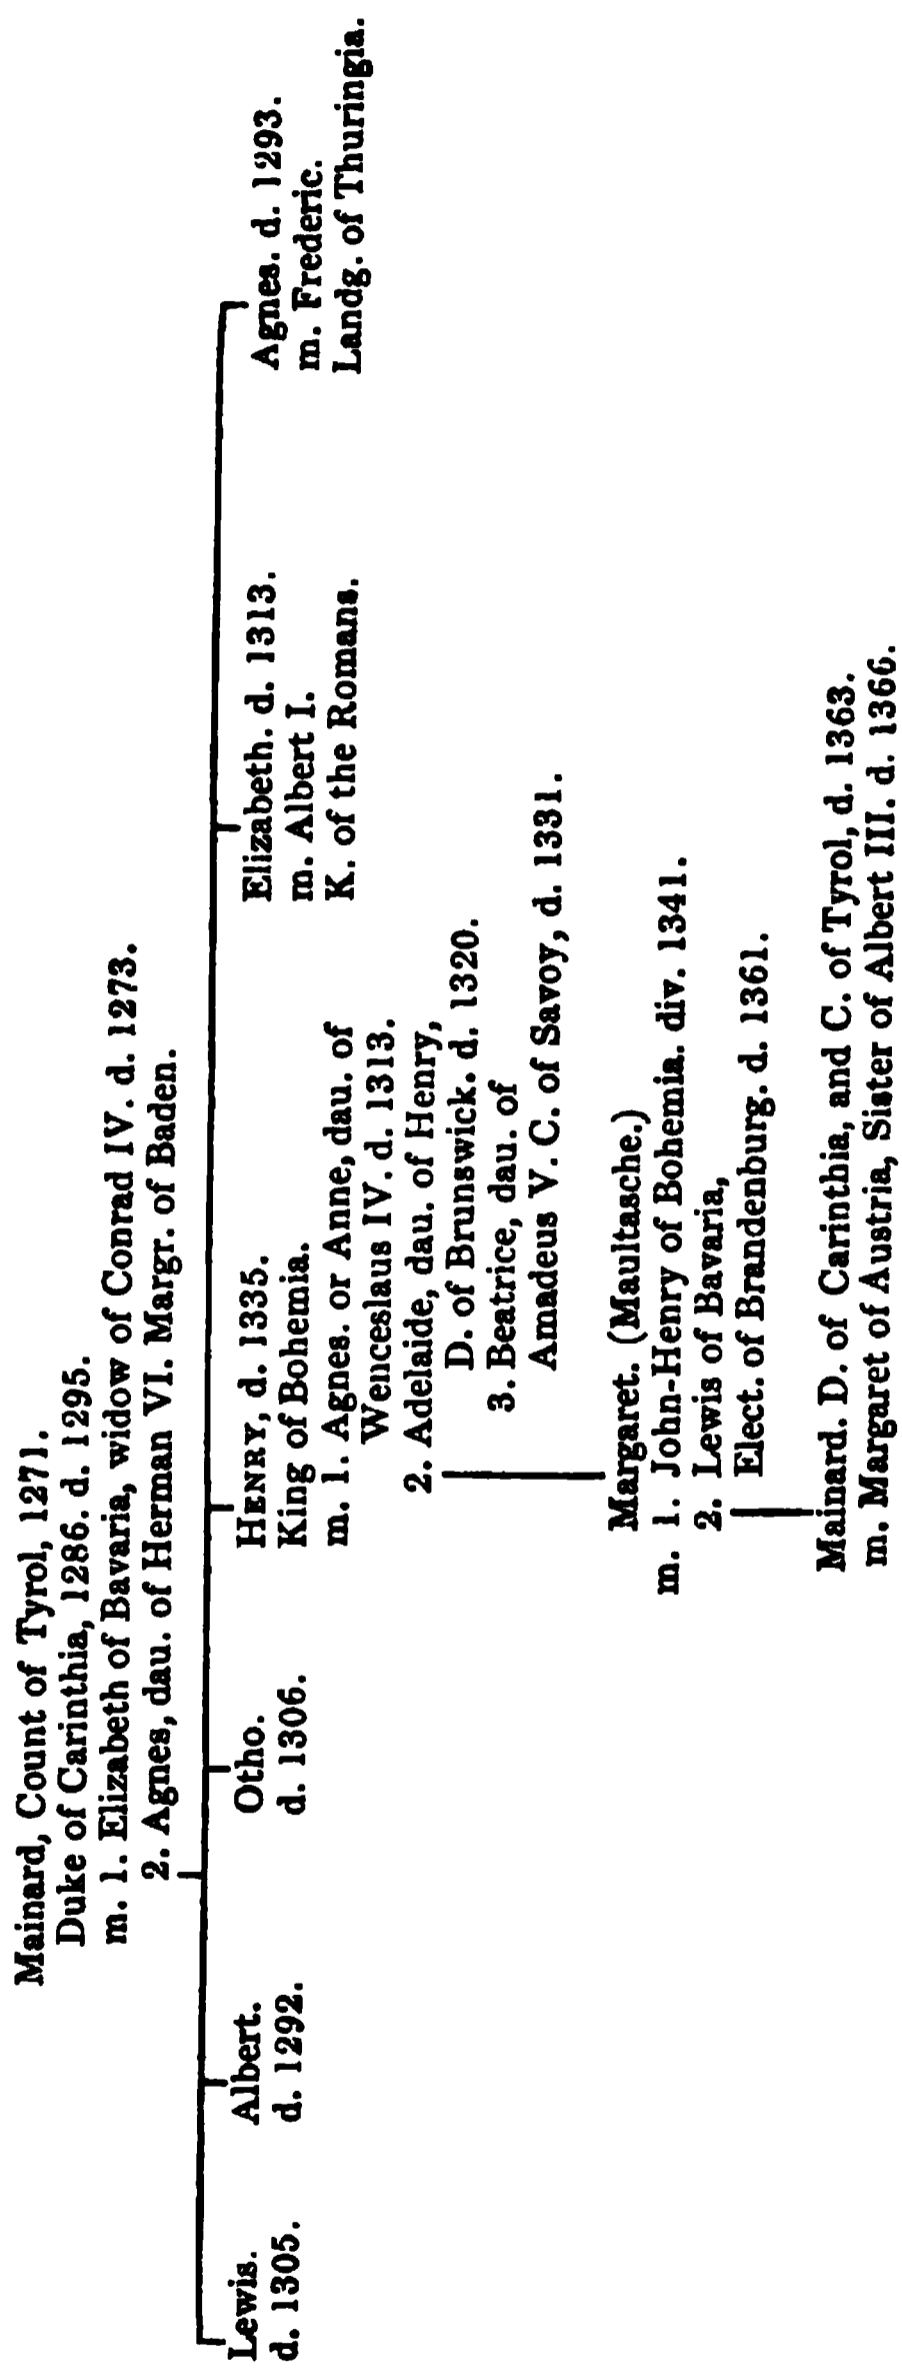 Mainard, Count of Tyrol, 1271.
Duke of Carinthia, 1286. d. 1295.
m. 1. Elizabeth of Bavaria, widow of Conrad IV. d. 1273.
2. Agnes, dau. of Herman VI. Margr. of Baden.
Lewis.
d. 1305.
Albert.
d. 1292.
Otho.
d. 1306.
HENRY, d. 1335.
King of Bohemia.
m. 1. Agnes. or Anne, dau. of
Wenceslaus IV. d. 1313.
2. Adelaide, dau. of Henry,
D. of Brunswick. d. 1320.
3. Beatrice, dau. of
Amadeus V. C. of Savoy, d. 1331.
Elizabeth. d. 1313.
m. Albert I.
K. of the Romans.
Agnes. d. 1293.
m. Frederic.
Landg. of Thuringia.
Margaret. (Maultasche.)
m. 1. John-Henry of Bohemia. div. 1341.
2. Lewis of Bavaria,
Elect. of Brandenburg. d. 1361.
Mainard. D. of Carinthia, and C. of Tyrol, d. 1363.
m. Margaret of Austria, Sister of Albert III. d. 1366.